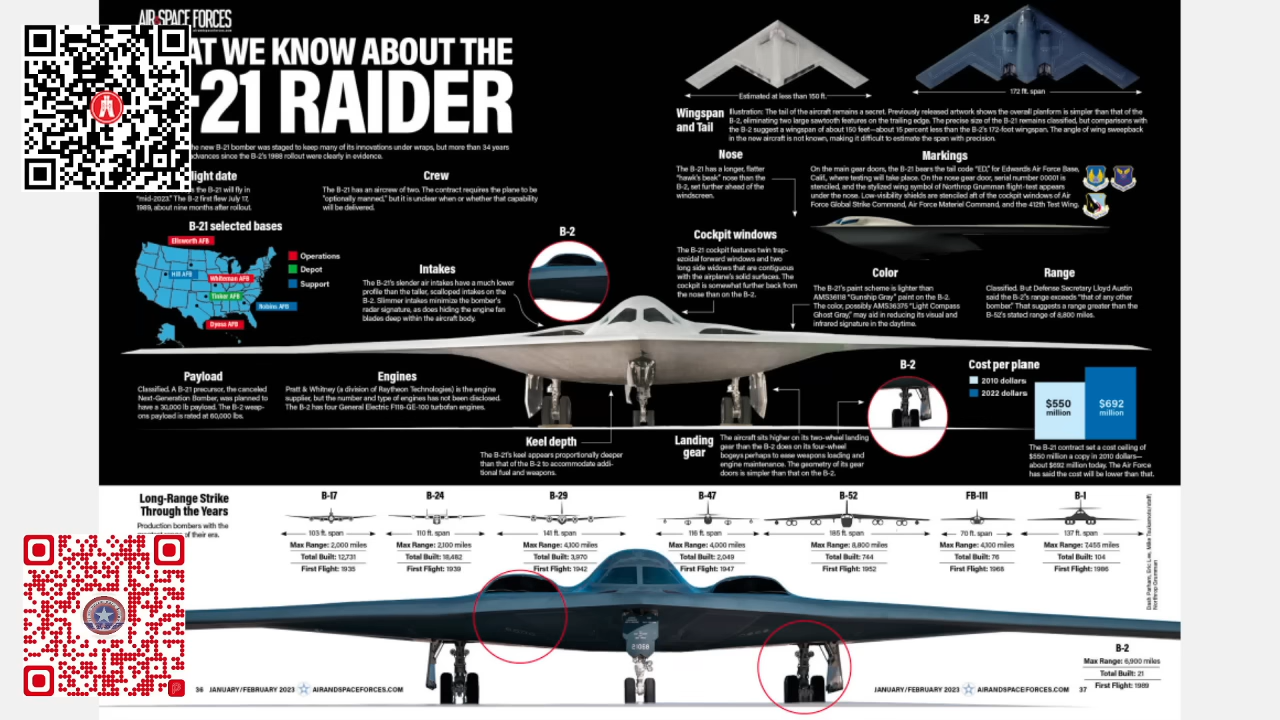 AIR & SPACE FORCES
airandspaceforces.com
AT WE KNOW ABOUT THE
-21 RAIDER
he new B-21 bomber was staged to keep many of its innovations under wraps, but more than 34 years
advances since the B-2's 1988 rollout were clearly in evidence.
light date
the B-21 will fly in
"mid-2023." The B-2 first flew July 17,
1989, about nine months after rollout.
Crew
The B-21 has an aircrew of two. The contract requires the plane to be
"optionally manned," but it is unclear when or whether that capability
will be delivered.
B-2
Estimated at less than 150 ft.
172 ft. span
Wingspan
and Tail
Illustration: The tail of the aircraft remains a secret. Previously released artwork shows the overall platform is simpler than that of the
B-2, eliminating two large sawtooth features on the trailing edge. The precise size of the B-21 remains classified, but comparisons with
the B-2 suggest a wingspan of about 150 feet—about 15 percent less than the B-2's 172-foot wingspan. The angle of wing sweepback
in the new aircraft is not known, making it difficult to estimate the span with precision.
Nose
The B-21 has a longer, flatter
"hawk's beak" nose than the
B-2, set further ahead of the
windscreen.
Markings
On the main gear doors, the B-21 bears the tail code "ED," for Edwards Air Force Base,
Calif., where testing will take place. On the nose gear door, serial number 00001 is
stenciled, and the stylized wing symbol of Northrop Grumman flight-test appears
under the nose. Low-visibility shields are stenciled aft of the cockpit windows of Air
Force Global Strike Command, Air Force Materiel Command, and the 412th Test Wing.
B-21 selected bases
Ellsworth AFB
Hill AFB
Whiteman AFB
Tinker AFB
Robins AFB
Dyess AFB
Operations
Depot
Support
Intakes
The B-21's slender air intakes have a much lower
profile than the taller, scalloped intakes on the
B-2. Slimmer intakes minimize the bomber's
radar signature, as does hiding the engine fan
blades deep within the aircraft body.
B-2
Cockpit windows
The B-21 cockpit features twin trap-
ezoidal forward windows and two
long side widows that are contiguous
with the airplane's solid surfaces. The
cockpit is somewhat further back from
the nose than on the B-2.
Color
The B-21's paint scheme is lighter than
AMS36118 "Gunship Gray" paint on the B-2.
The color, possibly AMS36375 "Light Compass
Ghost Gray," may aid in reducing its visual and
infrared signature in the daytime.
Range
Classified. But Defense Secretary Lloyd Austin
said the B-2's range exceeds "that of any other
bomber." That suggests a range greater than the
B-52's stated range of 8,800 miles.
Payload
Classified. A B-21 precursor, the canceled
Next-Generation Bomber, was planned to
have a 30,000 lb payload. The B-2 weap-
ons payload is rated at 60,000 lbs.
Engines
Pratt & Whitney (a division of Raytheon Technologies) is the engine
supplier, but the number and type of engines has not been disclosed.
The B-2 has four General Electric F118-GE-100 turbofan engines.
Keel depth
The B-21's keel appears proportionally deeper
than that of the B-2 to accommodate addi-
tional fuel and weapons.
Landing
gear
The aircraft sits higher on its two-wheel landing
gear than the B-2 does on its four-wheel
bogeys perhaps to ease weapons loading and
engine maintenance. The geometry of its gear
doors is simpler than that on the B-2.
B-2
Cost per plane
2010 dollars
2022 dollars
$550
million
$692
million
The B-21 contract set a cost ceiling of
$550 million a copy in 2010 dollars—
about $692 million today. The Air Force
has said the cost will be lower than that.
Long-Range Strike
Through the Years
Production bombers with the
of their era.
B-17
103 ft. span
Max Range: 2,000 miles
Total Built: 12,731
First Flight: 1935
B-24
110 ft. span
Max Range: 2,100 miles
Total Built: 18,482
First Flight: 1939
B-29
141 ft. span
Max Range: 4,100 miles
Total Built: 3,970
First Flight: 1942
B-47
116 ft. span
Max Range: 4,000 miles
Total Built: 2,049
First Flight: 1947
B-52
185 ft. span
Max Range: 8,800 miles
Total Built: 744
First Flight: 1952
FB-111
70 ft. span
Max Range: 4,100 miles
Total Built: 76
First Flight: 1968
B-1
137 ft. span
Max Range: 7,455 miles
Total Built: 104
First Flight: 1986
Dash Parham, Eric Lee, Mike Tsukamoto/staff;
Northrop Grumman
B-2
Max Range: 6,900 miles
Total Built: 21
First Flight: 1989
36 JANUARY/FEBRUARY 2023 AIRANDSPACEFORCES.COM
JANUARY/FEBRUARY 2023 AIRANDSPACEFORCES.COM 37